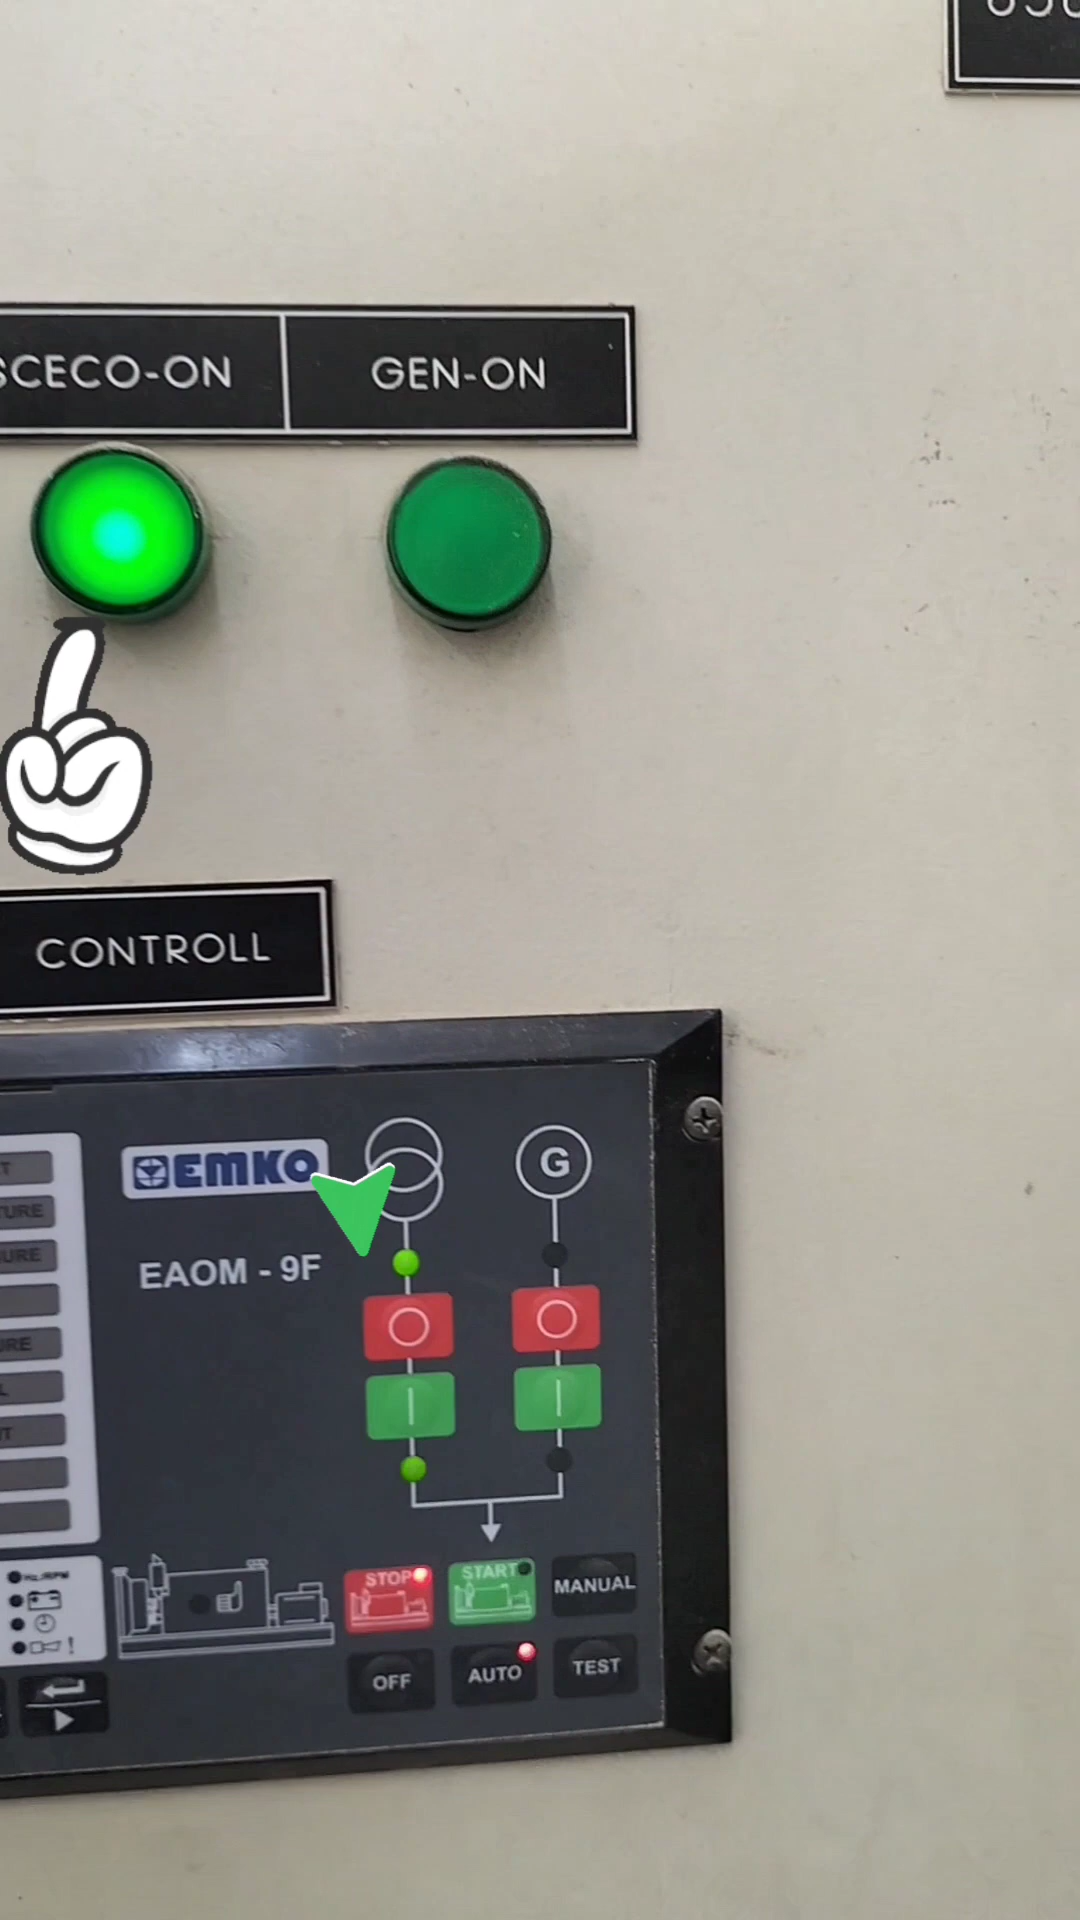 SCECO-ON GEN-ON
CONTROLL
EMKO
G
EAOM - 9F
STOP START MANUAL
OFF AUTO TEST